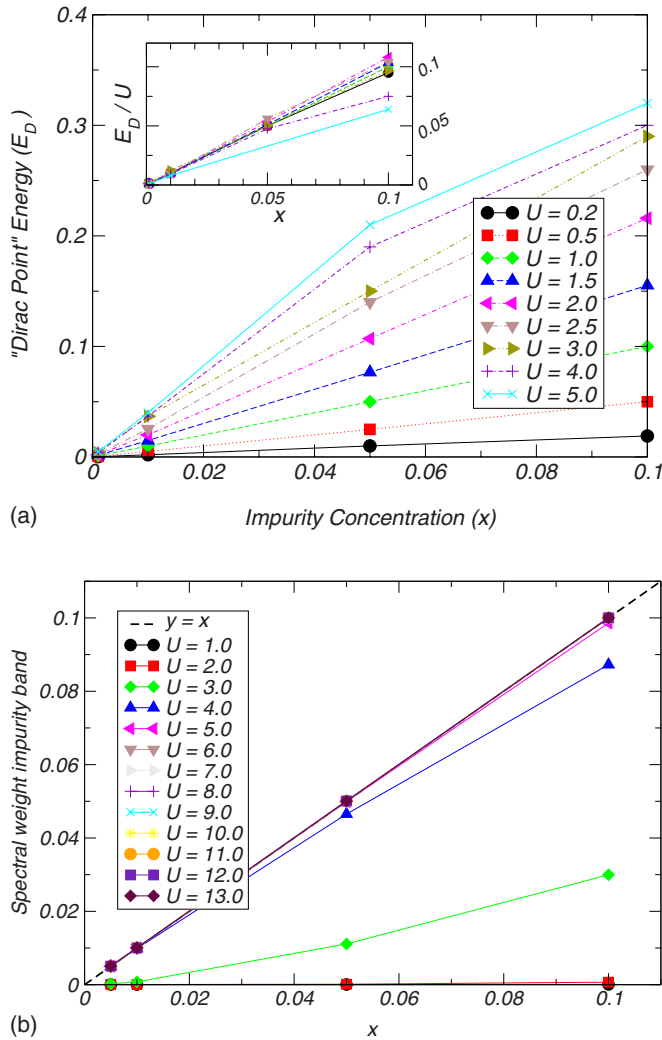 0.4
0.3
0.2
0.1
0
"Dirac Point" Energy (E_D)
0 0.02 0.04 0.06 0.08 0.1
Impurity Concentration (x)
(a)
E_D / U
0.1
0.05
0
0 0.05 0.1
x
U = 0.2
U = 0.5
U = 1.0
U = 1.5
U = 2.0
U = 2.5
U = 3.0
U = 4.0
U = 5.0
0.1
0.08
0.06
0.04
0.02
0
Spectral weight impurity band
0 0.02 0.04 0.06 0.08 0.1
x
(b)
y = x
U = 1.0
U = 2.0
U = 3.0
U = 4.0
U = 5.0
U = 6.0
U = 7.0
U = 8.0
U = 9.0
U = 10.0
U = 11.0
U = 12.0
U = 13.0